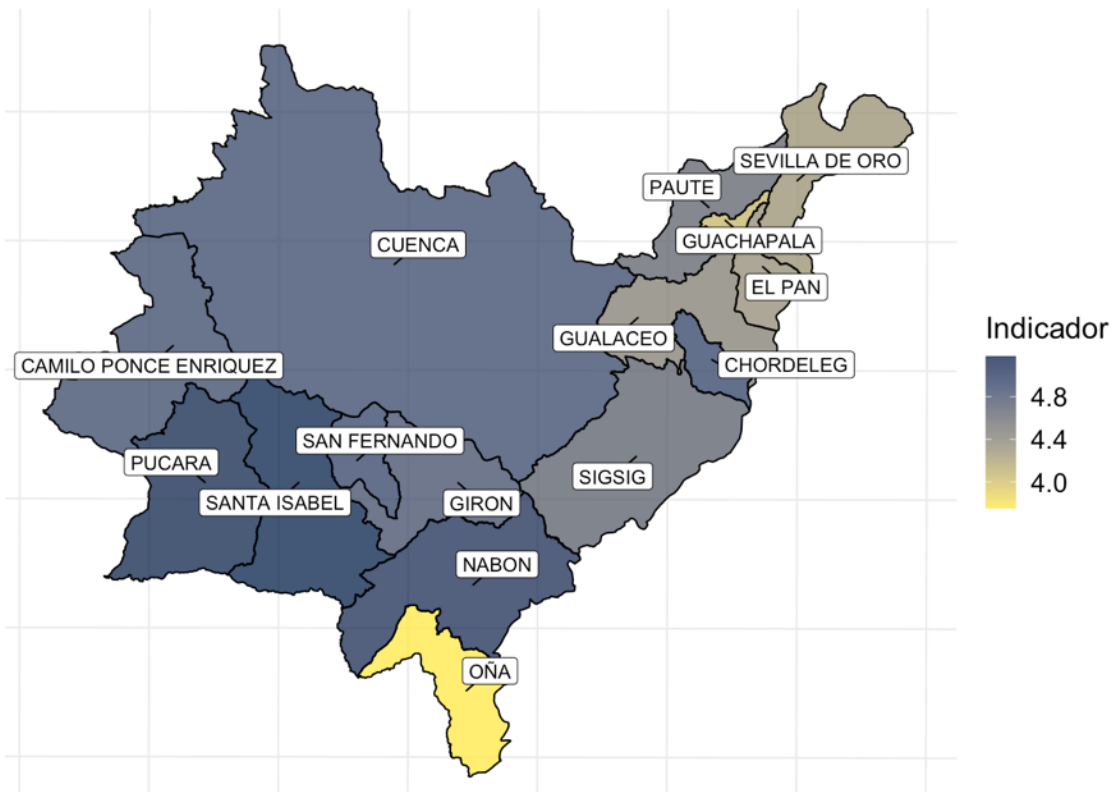 SEVILLA DE ORO
PAUTE
GUACHAPALA
CUENCA
EL PAN
GUALACEO
CHORDELEG
CAMILO PONCE ENRIQUEZ
SAN FERNANDO
PUCARA
SIGSIG
SANTA ISABEL
GIRON
NABON
OÑA
Indicador
4.8
4.4
4.0